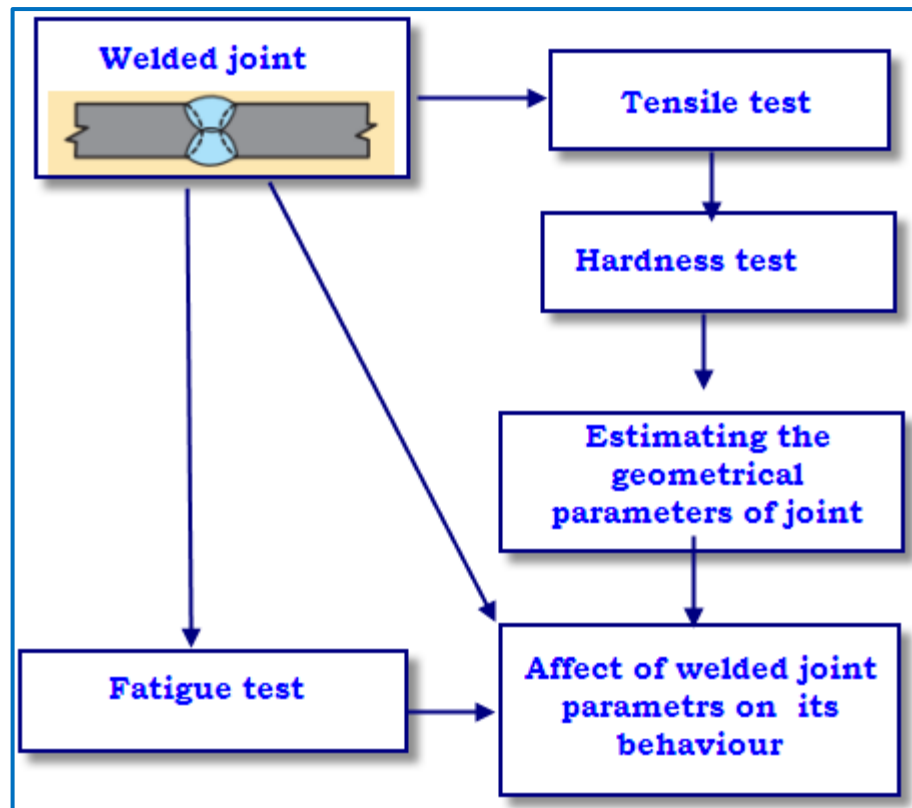 Welded joint
Tensile test
Hardness test
Estimating the
geometrical
parameters of joint
Fatigue test
Affect of welded joint
parametrs on its
behaviour